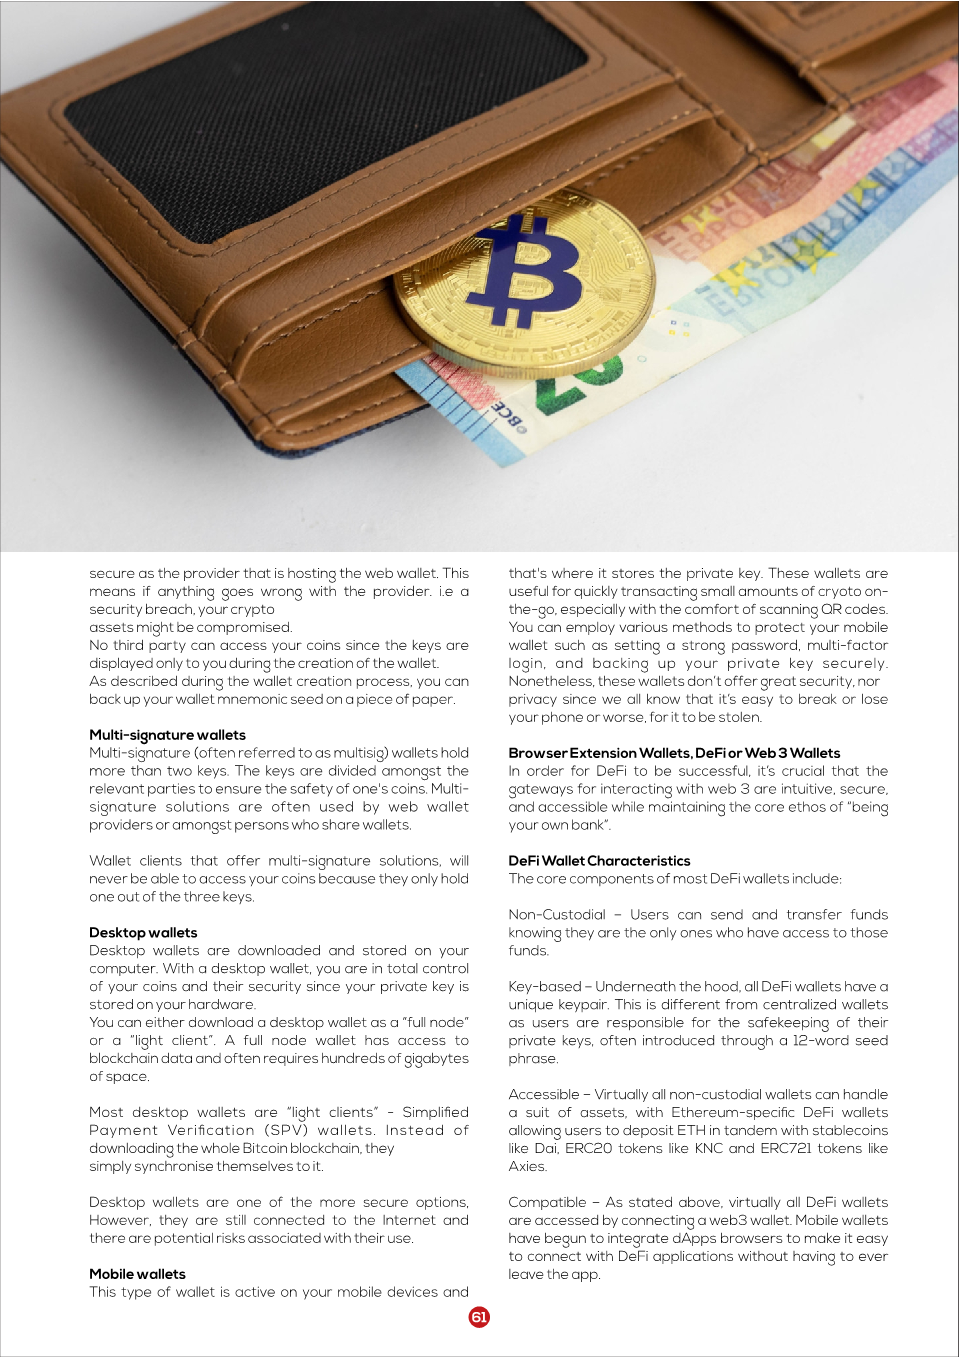 EYPO
EBPO
BCE
20
B
secure as the provider that is hosting the web wallet. This
means if anything goes wrong with the provider. i.e a
security breach, your crypto
assets might be compromised.
No third party can access your coins since the keys are
displayed only to you during the creation of the wallet.
As described during the wallet creation process, you can
back up your wallet mnemonic seed on a piece of paper.
Multi-signature wallets
Multi-signature (often referred to as multisig) wallets hold
more than two keys. The keys are divided amongst the
relevant parties to ensure the safety of one's coins. Multi-
signature solutions are often used by web wallet
providers or amongst persons who share wallets.
Wallet clients that offer multi-signature solutions, will
never be able to access your coins because they only hold
one out of the three keys.
Desktop wallets
Desktop wallets are downloaded and stored on your
computer. With a desktop wallet, you are in total control
of your coins and their security since your private key is
stored on your hardware.
You can either download a desktop wallet as a “full node”
or a “light client”. A full node wallet has access to
blockchain data and often requires hundreds of gigabytes
of space.
Most desktop wallets are “light clients” - Simplified
Payment Verification (SPV) wallets. Instead of
downloading the whole Bitcoin blockchain, they
simply synchronise themselves to it.
Desktop wallets are one of the more secure options,
However, they are still connected to the Internet and
there are potential risks associated with their use.
Mobile wallets
This type of wallet is active on your mobile devices and
that's where it stores the private key. These wallets are
useful for quickly transacting small amounts of cryoto on-
the-go, especially with the comfort of scanning QR codes.
You can employ various methods to protect your mobile
wallet such as setting a strong password, multi-factor
login, and backing up your private key securely.
Nonetheless, these wallets don't offer great security, nor
privacy since we all know that it’s easy to break or lose
your phone or worse, for it to be stolen.
Browser Extension Wallets, DeFi or Web 3 Wallets
In order for DeFi to be successful, it’s crucial that the
gateways for interacting with web 3 are intuitive, secure,
and accessible while maintaining the core ethos of “being
your own bank”.
DeFi Wallet Characteristics
The core components of most DeFi wallets include:
Non-Custodial – Users can send and transfer funds
knowing they are the only ones who have access to those
funds.
Key-based – Underneath the hood, all DeFi wallets have a
unique keypair. This is different from centralized wallets
as users are responsible for the safekeeping of their
private keys, often introduced through a 12-word seed
phrase.
Accessible – Virtually all non-custodial wallets can handle
a suit of assets, with Ethereum-specific DeFi wallets
allowing users to deposit ETH in tandem with stablecoins
like Dai, ERC20 tokens like KNC and ERC721 tokens like
Axies.
Compatible – As stated above, virtually all DeFi wallets
are accessed by connecting a web3 wallet. Mobile wallets
have begun to integrate dApps browsers to make it easy
to connect with DeFi applications without having to ever
leave the app.
61